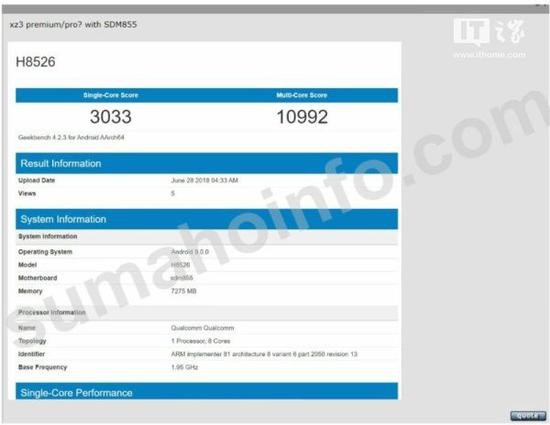 xz3 premium/pro? with SDM855
IT之家
www.ithome.com
H8526
Single-Core Score
Multi-Core Score
3033
10992
Geekbench 4.2.3 for Android AArch64
Result Information
Upload Date June 28 2018 04:33 AM
Views 5
System Information
System Information
Operating System Android 9.0.0
Model H8526
Motherboard sdm855
Memory 7275 MB
Processor Information
Name Qualcomm Qualcomm
Topology 1 Processor, 8 Cores
Identifier ARM implementer 81 architecture 8 variant 6 part 2050 revision 13
Base Frequency 1.95 GHz
Single-Core Performance
sumahoinfo.com
quote